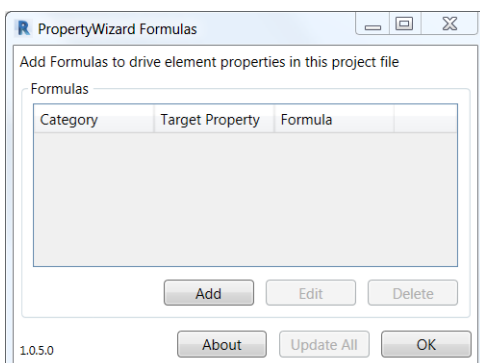 R PropertyWizard Formulas
Add Formulas to drive element properties in this project file
Formulas
Category Target Property Formula
Add Edit Delete
1.0.5.0 About Update All OK